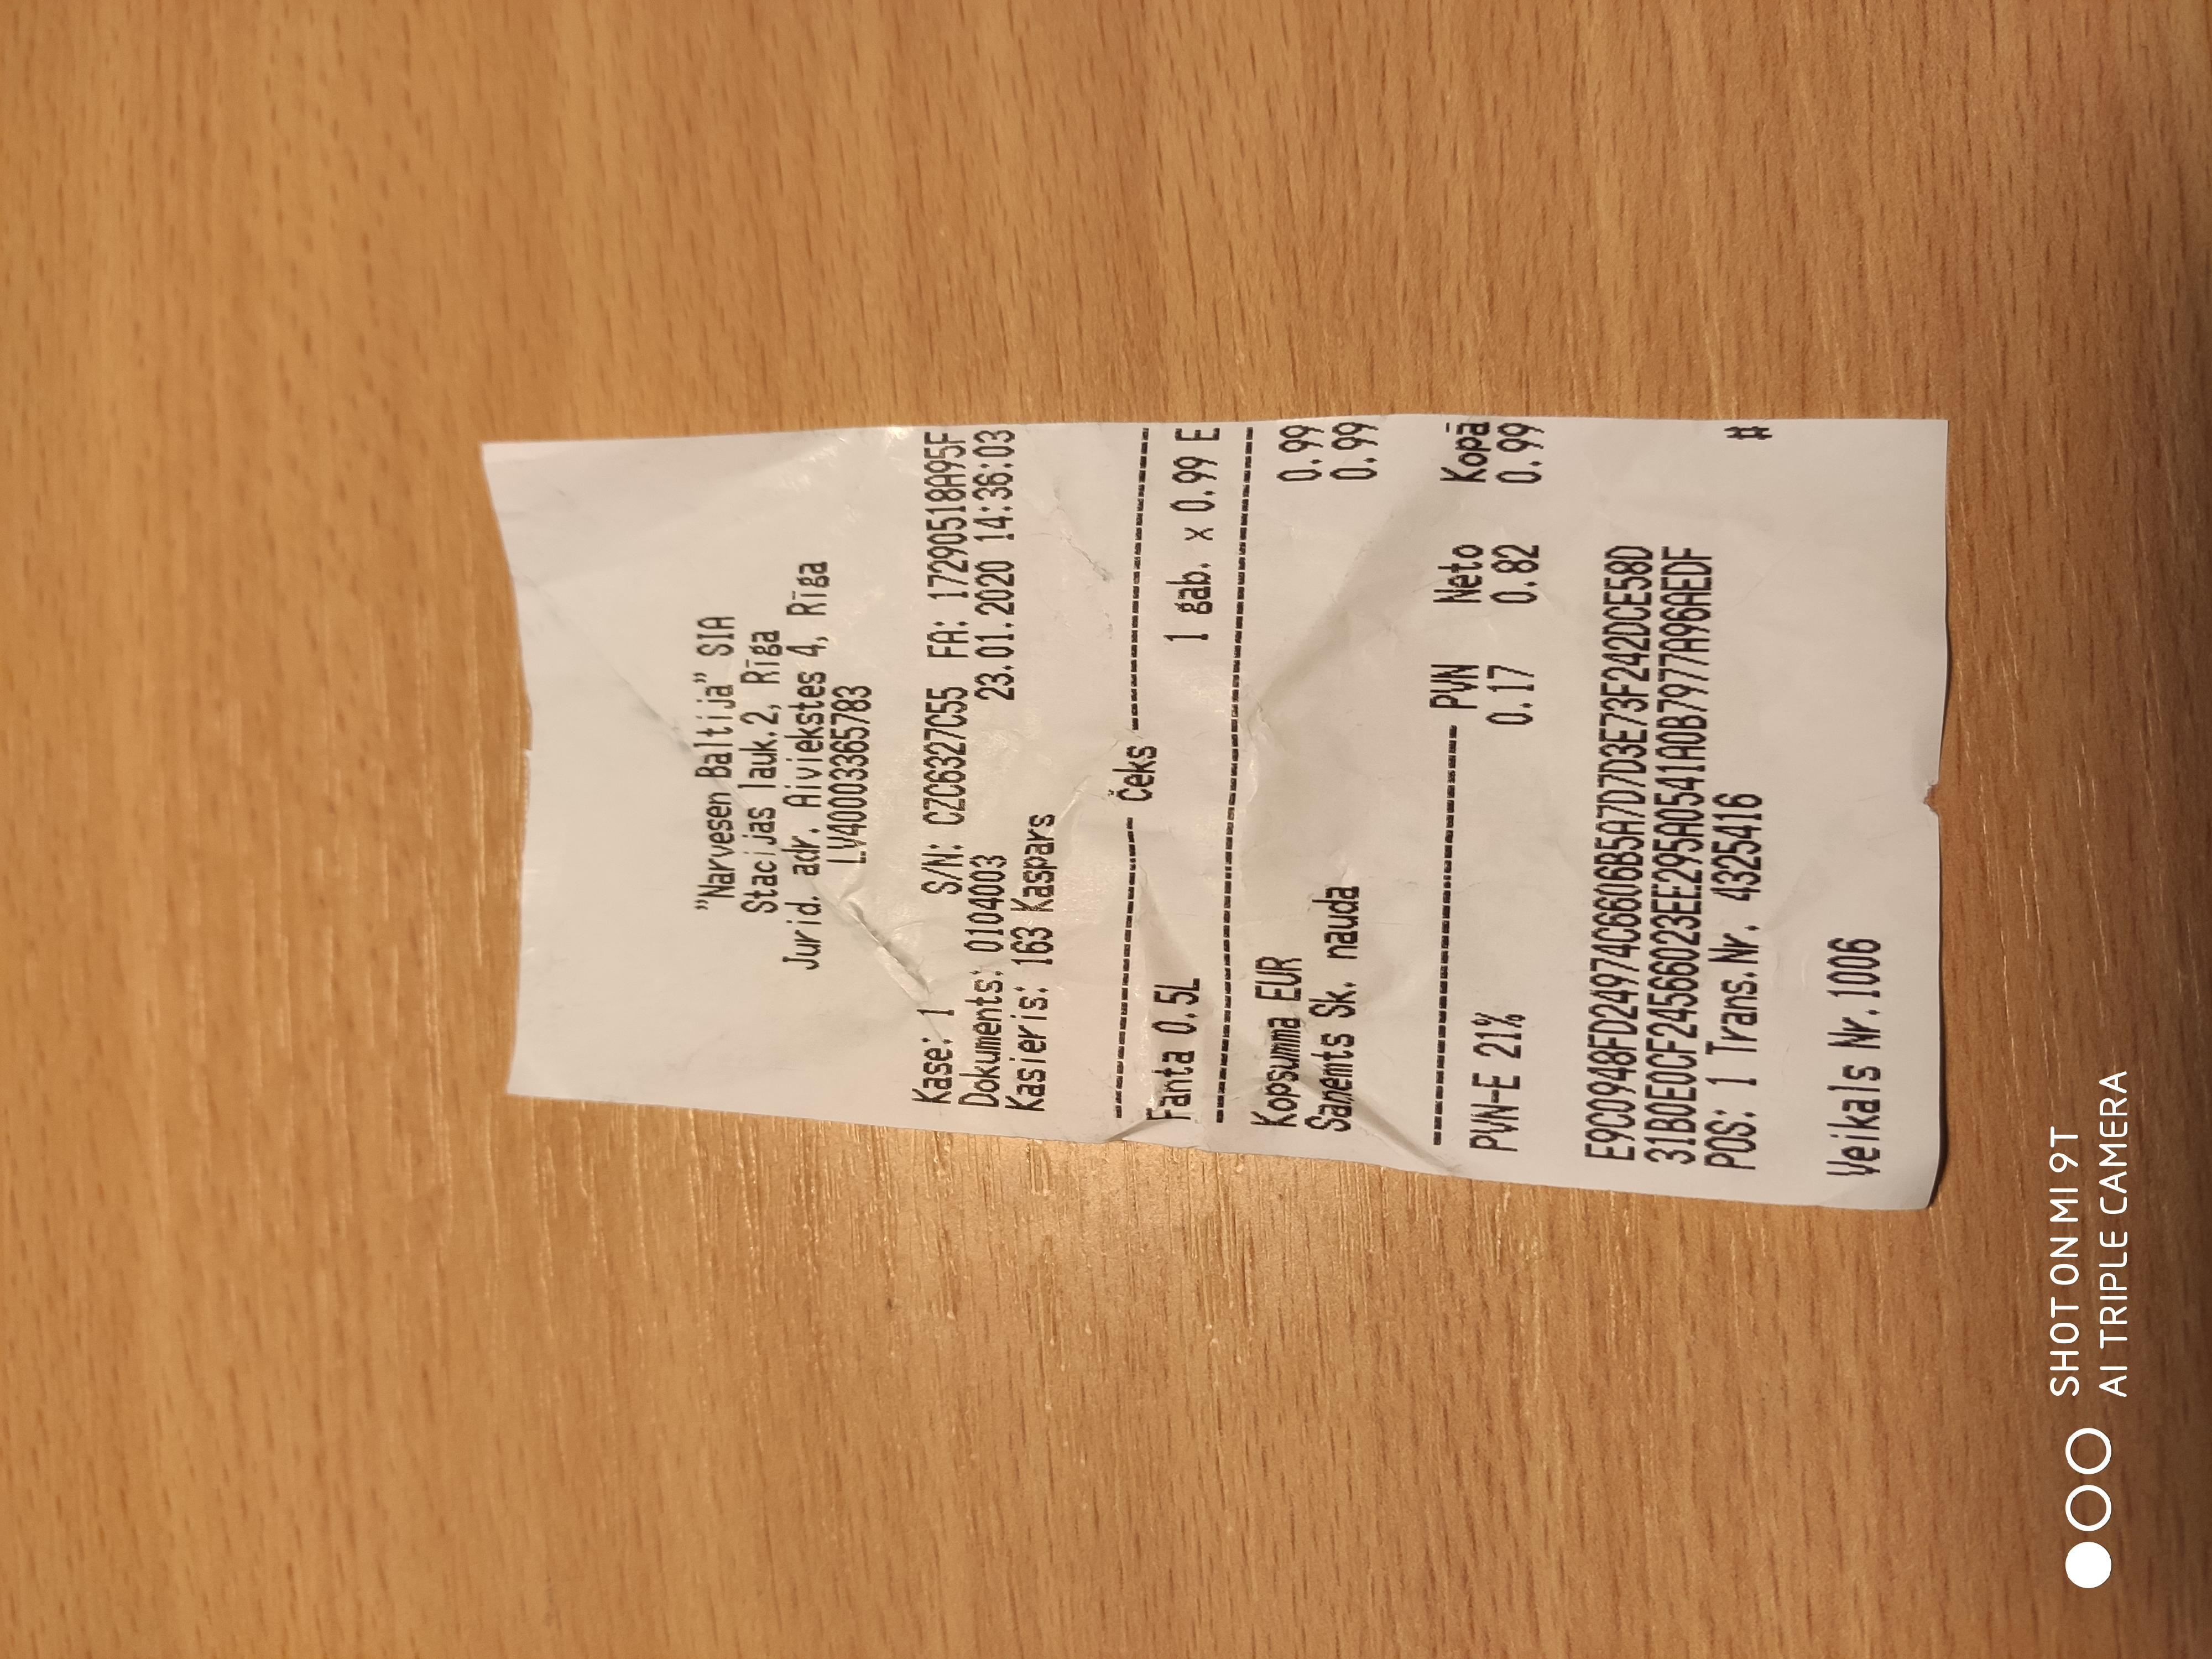 "Narvesen Baltija" SIA
Stacijas lauk.2, Rīga
Jurid. adr. Aiviekstes 4, Rīga
LV40003365783
Kase: 1 S/N: CZC6327C55 FA: 17290518A95F
Dokuments: 0104003 23.01.2020 14:36:03
Kasieris: 163 Kaspars
---------------- Čeks ----------------
Fanta 0.5L 1 gab. x 0.99 E
Kopsumma EUR 0.99
Saņemts Sk. nauda 0.99
PVN Neto Kopā
PVN-E 21% 0.17 0.82 0.99
E9C0948FD24974C6606B5A7D7D3E73F242DCE58D
31B0E0CF24566023EE295A0541A0B7977A96AEDF
POS: 1 Trans.Nr. 4325416 #
Veikals Nr.1006
SHOT ON MI 9T
AI TRIPLE CAMERA